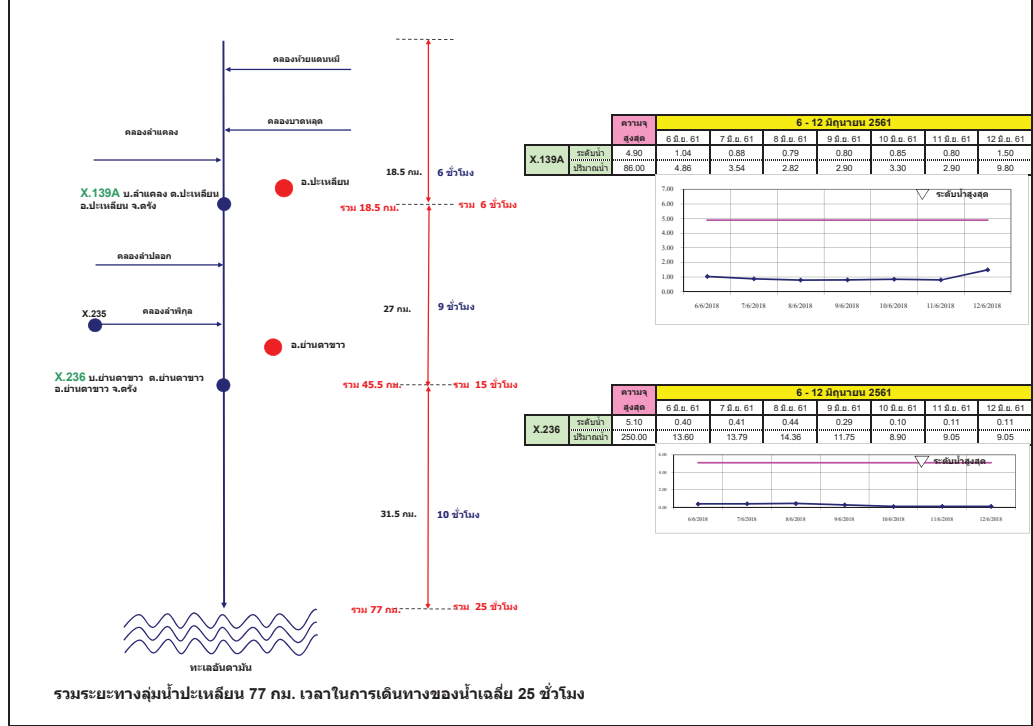 คลองห้วยแดนหมี
คลองบาดหลุด
คลองลำแคลง
18.5 กม. 6 ชั่วโมง
อ.ปะเหลียน
X.139A บ.ลำแคลง ต.ปะเหลียน
อ.ปะเหลียน จ.ตรัง
รวม 18.5 กม. รวม 6 ชั่วโมง
คลองลำปลอก
27 กม. 9 ชั่วโมง
X.235 คลองลำพิกุล
อ.ย่านตาขาว
X.236 บ.ย่านตาขาว ต.ย่านตาขาว
อ.ย่านตาขาว จ.ตรัง
รวม 45.5 กม. รวม 15 ชั่วโมง
31.5 กม. 10 ชั่วโมง
รวม 77 กม. รวม 25 ชั่วโมง
ทะเลอันดามัน
รวมระยะทางลุ่มน้ำปะเหลียน 77 กม. เวลาในการเดินทางของน้ำเฉลี่ย 25 ชั่วโมง
ความจุ 6 - 12 มิถุนายน 2561
สูงสุด 6 มิ.ย. 61 7 มิ.ย. 61 8 มิ.ย. 61 9 มิ.ย. 61 10 มิ.ย. 61 11 มิ.ย. 61 12 มิ.ย. 61
X.139A
ระดับน้ำ 4.90 1.04 0.88 0.79 0.80 0.85 0.80 1.50
ปริมาณน้ำ 86.00 4.86 3.54 2.82 2.90 3.30 2.90 9.80
ระดับน้ำสูงสุด
7.00
6.00
5.00
4.00
3.00
2.00
1.00
0.00
6/6/2018 7/6/2018 8/6/2018 9/6/2018 10/6/2018 11/6/2018 12/6/2018
ความจุ 6 - 12 มิถุนายน 2561
สูงสุด 6 มิ.ย. 61 7 มิ.ย. 61 8 มิ.ย. 61 9 มิ.ย. 61 10 มิ.ย. 61 11 มิ.ย. 61 12 มิ.ย. 61
X.236
ระดับน้ำ 5.10 0.40 0.41 0.44 0.29 0.10 0.11 0.11
ปริมาณน้ำ 250.00 13.60 13.79 14.36 11.75 8.90 9.05 9.05
ระดับน้ำสูงสุด
6.00
4.00
2.00
0.00
6/6/2018 7/6/2018 8/6/2018 9/6/2018 10/6/2018 11/6/2018 12/6/2018